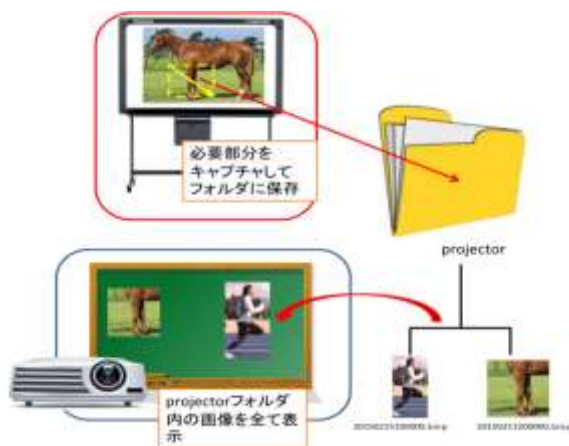 必要部分を
キャプチャして
フォルダに保存
projector
projectorフォルダ
内の画像を全て表
示